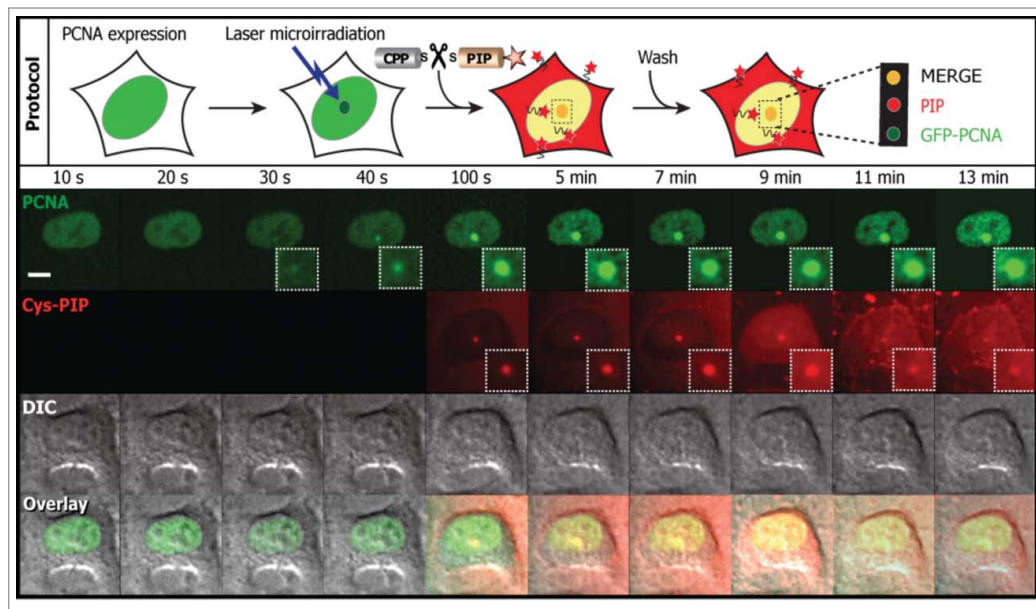 Protocol
PCNA expression
Laser microirradiation
CPP S S PIP
Wash
MERGE
PIP
GFP-PCNA
10 s 20 s 30 s 40 s 100 s 5 min 7 min 9 min 11 min 13 min
PCNA
Cys-PIP
DIC
Overlay